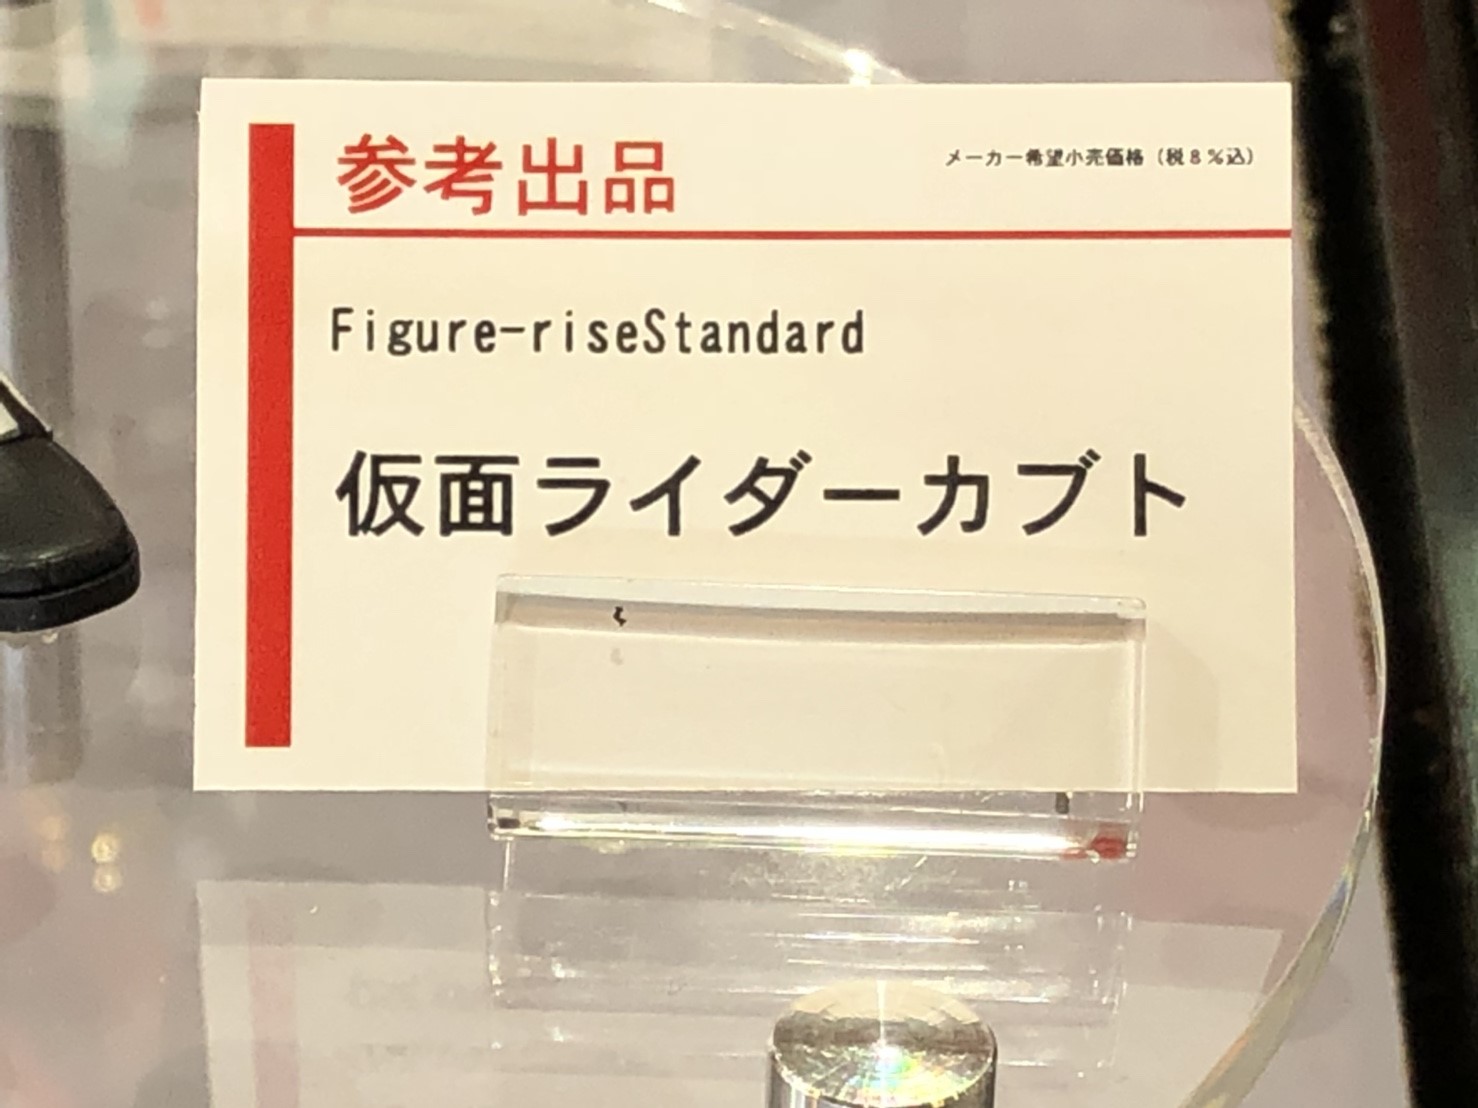 参考出品
メーカー希望小売価格（税８％込）
Figure-riseStandard
仮面ライダーカブト